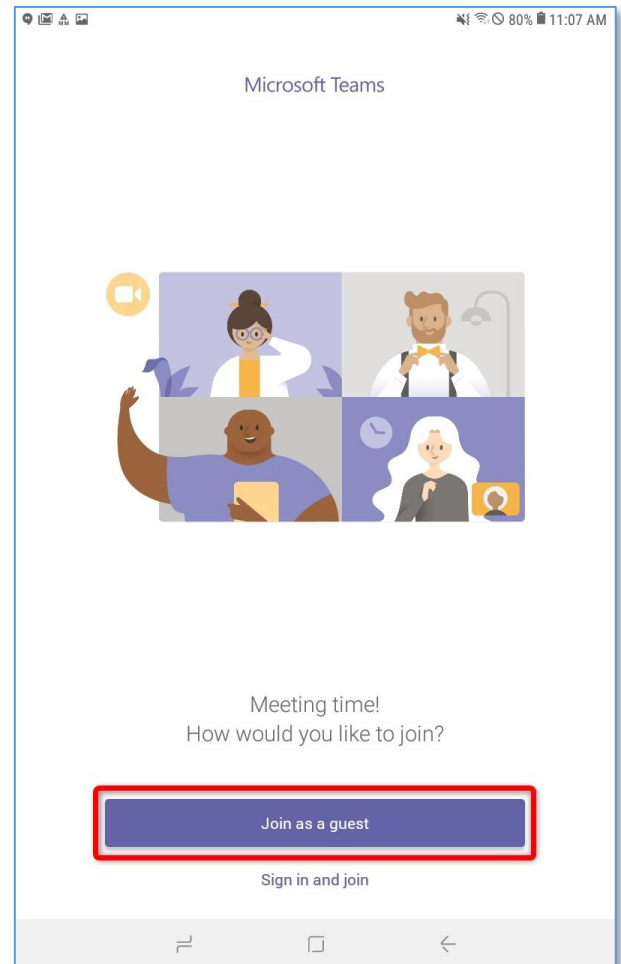 80% 11:07 AM
Microsoft Teams
Meeting time!
How would you like to join?
Join as a guest
Sign in and join